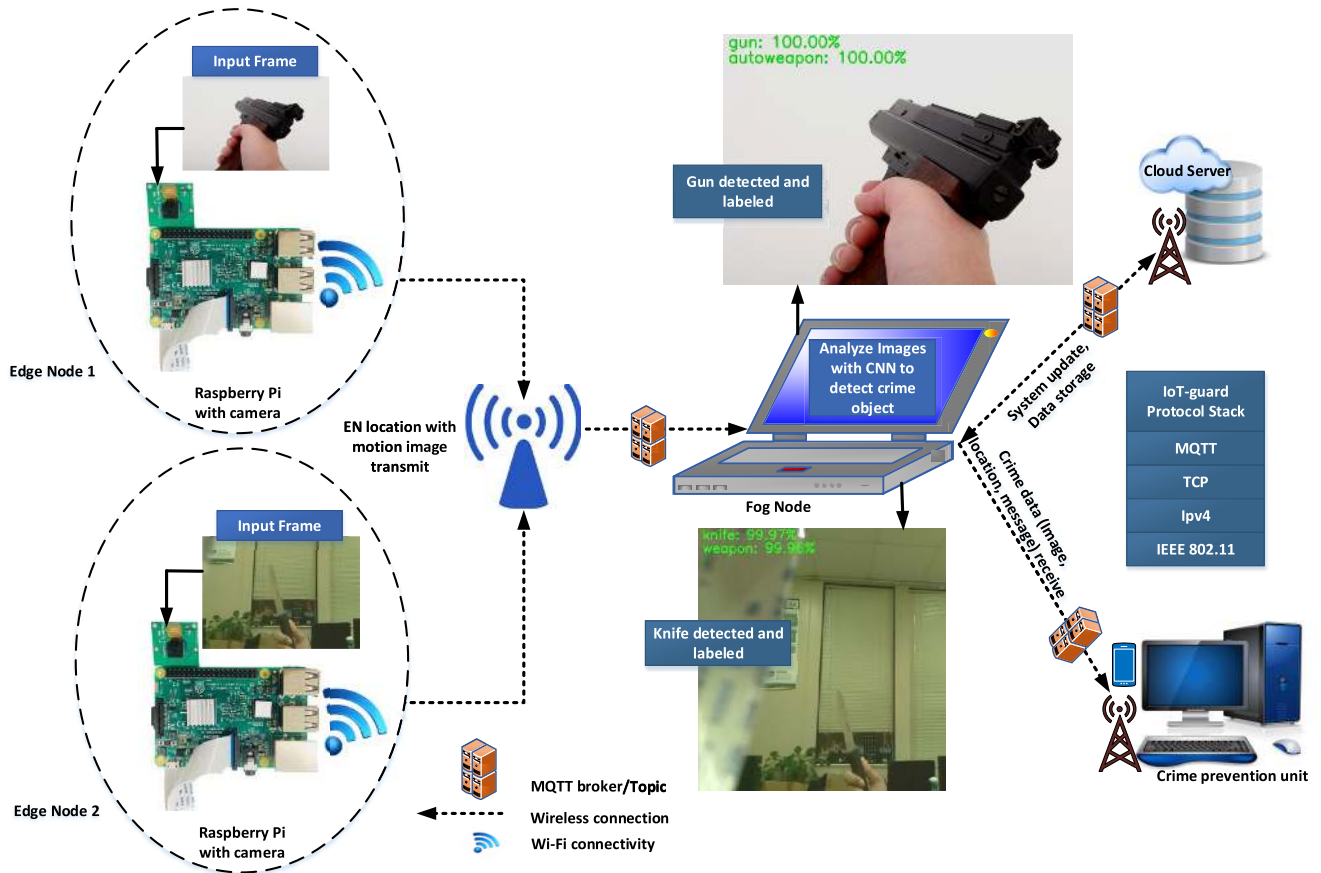 Input Frame
Edge Node 1
Raspberry Pi
with camera
Input Frame
Edge Node 2
Raspberry Pi
with camera
EN location with
motion image
transmit
MQTT broker/Topic
Wireless connection
Wi-Fi connectivity
gun: 100.00%
autoweapon: 100.00%
Gun detected and
labeled
Analyze Images
with CNN to
detect crime
object
Fog Node
knife: 99.97%
weapon: 99.96%
Knife detected and
labeled
Cloud Server
System update,
Data storage
Crime data (Image,
location, message) receive
IoT-guard
Protocol Stack
MQTT
TCP
Ipv4
IEEE 802.11
Crime prevention unit